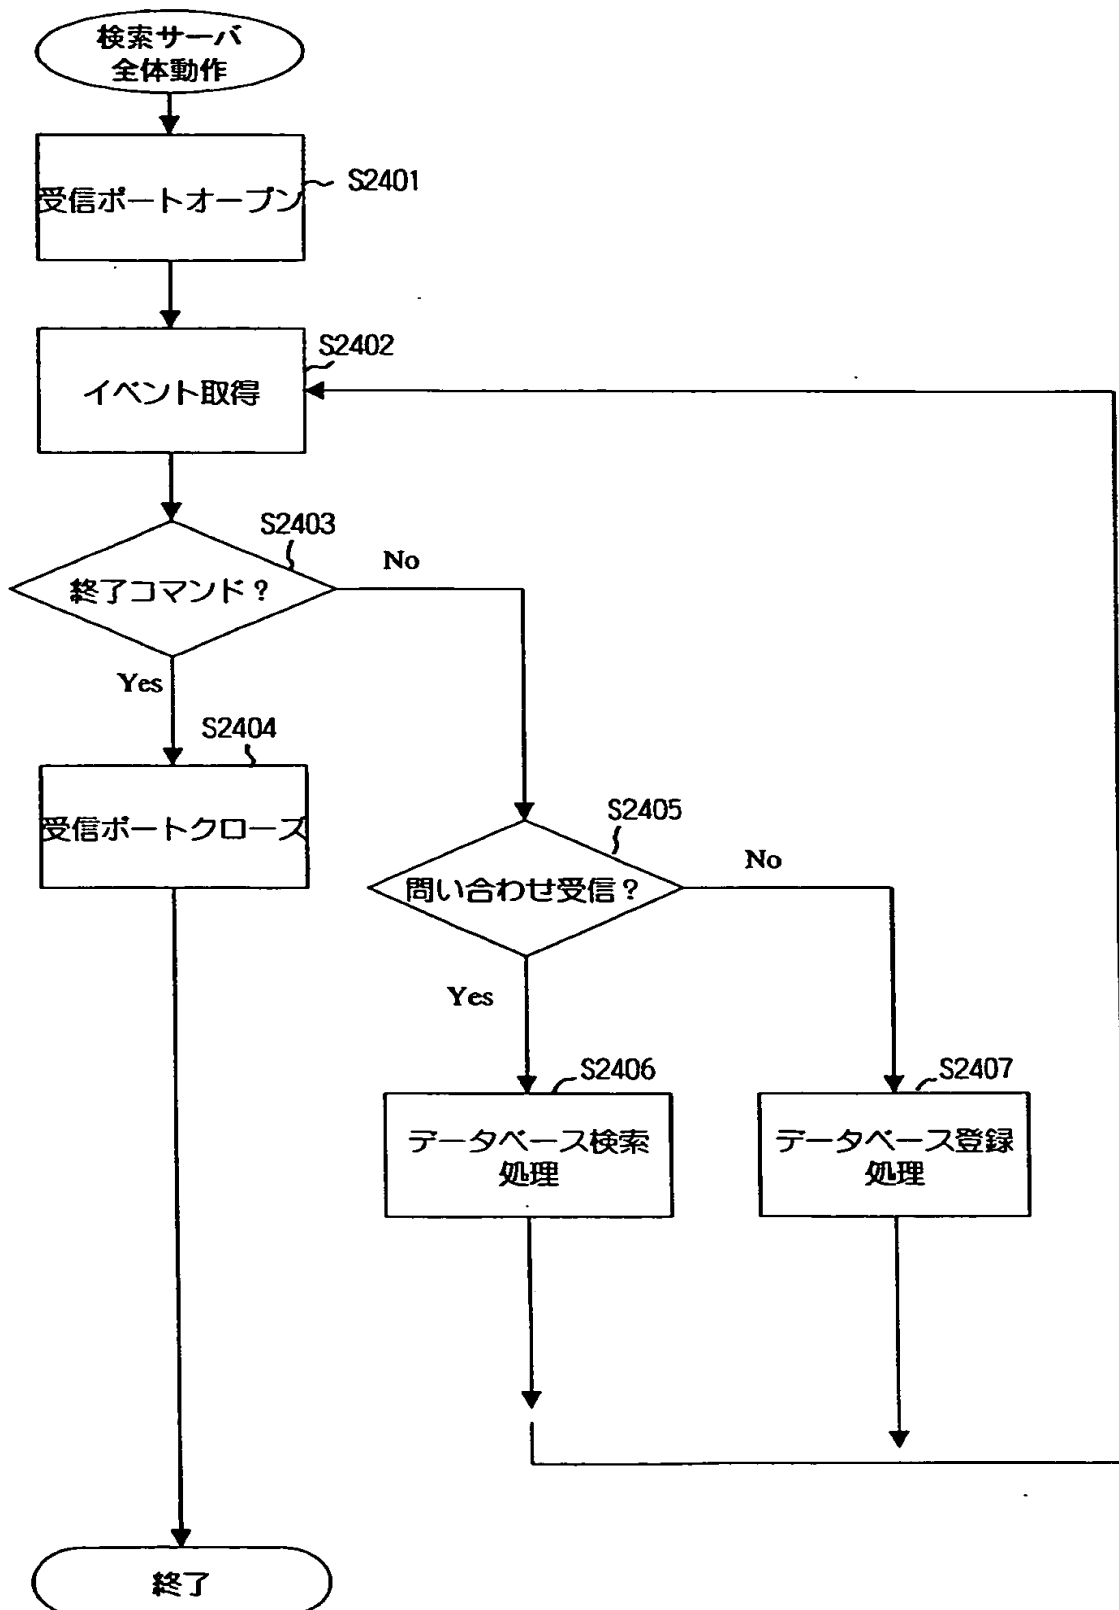 検索サーバ
全体動作
受信ポートオープン
S2401
イベント取得
S2402
終了コマンド？
S2403
No
Yes
受信ポートクローズ
S2404
問い合わせ受信？
S2405
No
Yes
データベース検索
処理
S2406
データベース登録
処理
S2407
終了